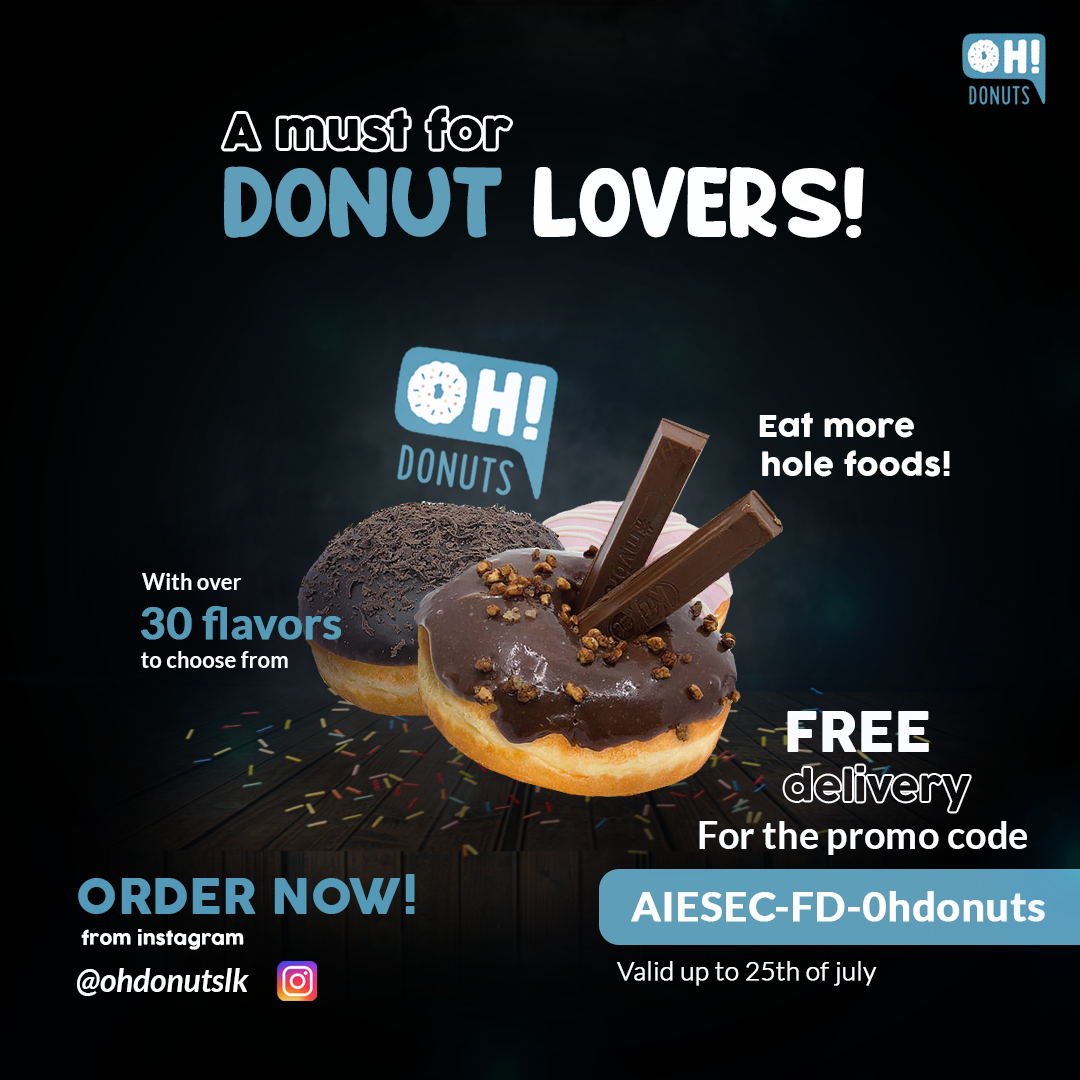 OH!
DONUTS
A must for
DONUT LOVERS!
OH!
DONUTS
Eat more
hole foods!
With over
30 flavors
to choose from
FREE
delivery
For the promo code
AIESEC-FD-0hdonuts
Valid up to 25th of july
ORDER NOW!
from instagram
@ohdonutslk